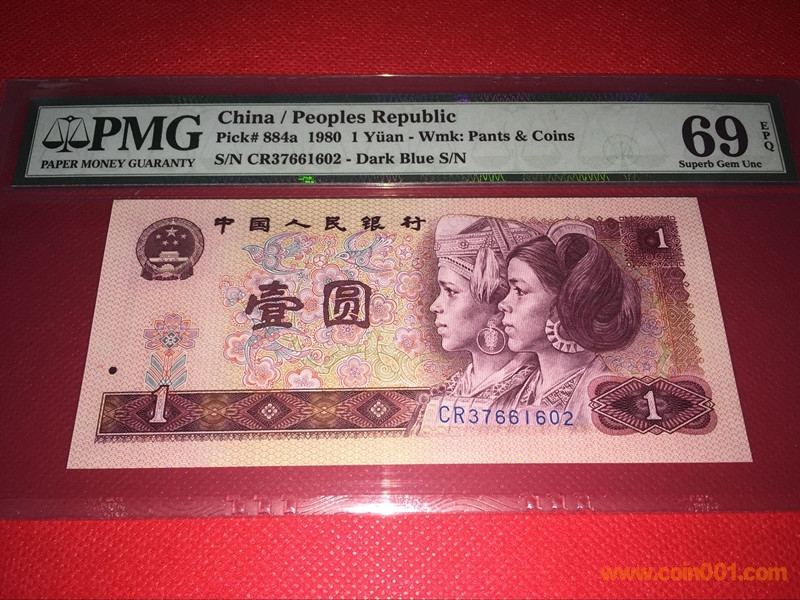 PMG
PAPER MONEY GUARANTY
China / Peoples Republic
Pick# 884a 1980 1 Yüan - Wmk: Pants & Coins
S/N CR37661602 - Dark Blue S/N
69
EPQ
Superb Gem Unc
中国人民银行
1
壹圆
1
CR37661602
1
www.coin001.com